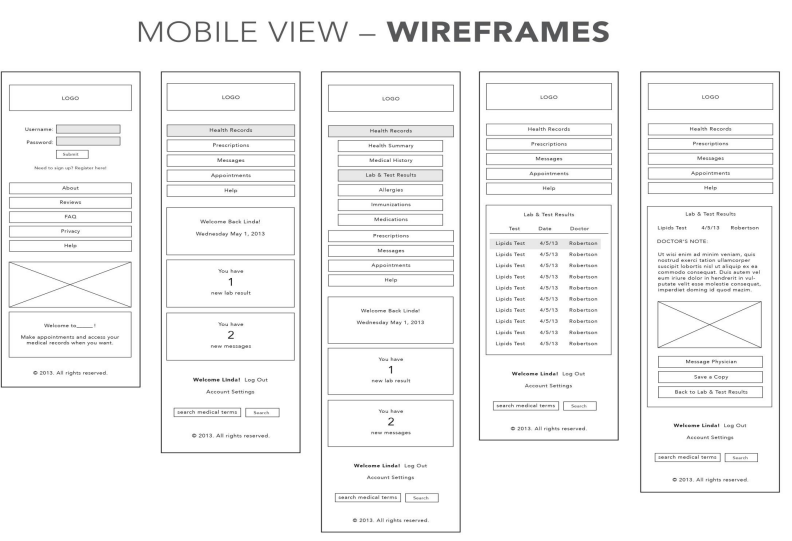 MOBILE VIEW – WIREFRAMES
LOGO
Username:
Password:
Submit
Need to sign up? Register here!
About
Reviews
FAQ
Privacy
Help
Welcome to_____!
Make appointments and access your
medical records when you want.
© 2013. All rights reserved.
LOGO
Health Records
Prescriptions
Messages
Appointments
Help
Welcome Back Linda!
Wednesday May 1, 2013
You have
1
new lab result
You have
2
new messages
Welcome Linda! Log Out
Account Settings
search medical terms Search
© 2013. All rights reserved.
LOGO
Health Records
Health Summary
Medical History
Lab & Test Results
Allergies
Immunizations
Medications
Prescriptions
Messages
Appointments
Help
Welcome Back Linda!
Wednesday May 1, 2013
You have
1
new lab result
You have
2
new messages
Welcome Linda! Log Out
Account Settings
search medical terms Search
© 2013. All rights reserved.
LOGO
Health Records
Prescriptions
Messages
Appointments
Help
Lab & Test Results
Test Date Doctor
Lipids Test 4/5/13 Robertson
Lipids Test 4/5/13 Robertson
Lipids Test 4/5/13 Robertson
Lipids Test 4/5/13 Robertson
Lipids Test 4/5/13 Robertson
Lipids Test 4/5/13 Robertson
Lipids Test 4/5/13 Robertson
Lipids Test 4/5/13 Robertson
Lipids Test 4/5/13 Robertson
Lipids Test 4/5/13 Robertson
Welcome Linda! Log Out
Account Settings
search medical terms Search
© 2013. All rights reserved.
LOGO
Health Records
Prescriptions
Messages
Appointments
Help
Lab & Test Results
Lipids Test 4/5/13 Robertson
DOCTOR'S NOTE:
Ut wisi enim ad minim veniam, quis
nostrud exerci tation ullamcorper
suscipit lobortis nisl ut aliquip ex ea
commodo consequat. Duis autem vel
eum iriure dolor in hendrerit in vul-
putate velit esse molestie consequat,
imperdiet doming id quod mazim.
Message Physician
Save a Copy
Back to Lab & Test Results
Welcome Linda! Log Out
Account Settings
search medical terms Search
© 2013. All rights reserved.